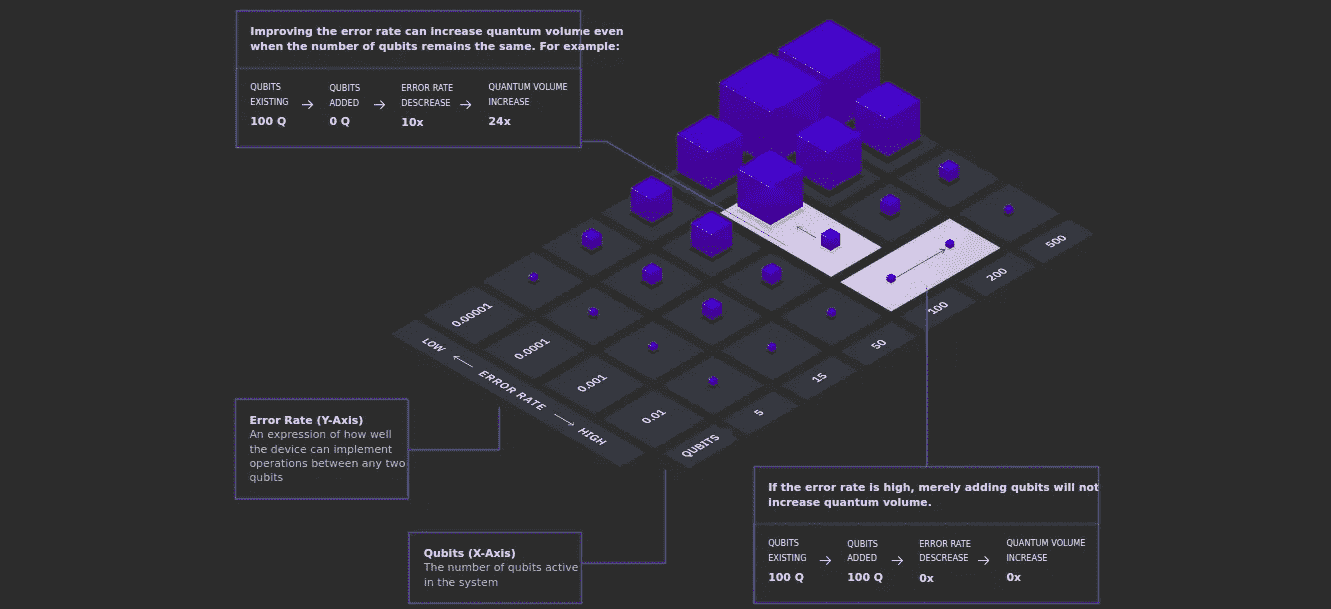 Improving the error rate can increase quantum volume even
when the number of qubits remains the same. For example:
QUBITS EXISTING → QUBITS ADDED → ERROR RATE DESCREASE → QUANTUM VOLUME INCREASE
100 Q 0 Q 10x 24x
0.00001
0.0001
0.001
0.01
LOW ← ERROR RATE → HIGH
QUBITS
5
15
50
100
200
500
Error Rate (Y-Axis)
An expression of how well
the device can implement
operations between any two
qubits
Qubits (X-Axis)
The number of qubits active
in the system
If the error rate is high, merely adding qubits will not
increase quantum volume.
QUBITS EXISTING → QUBITS ADDED → ERROR RATE DESCREASE → QUANTUM VOLUME INCREASE
100 Q 100 Q 0x 0x